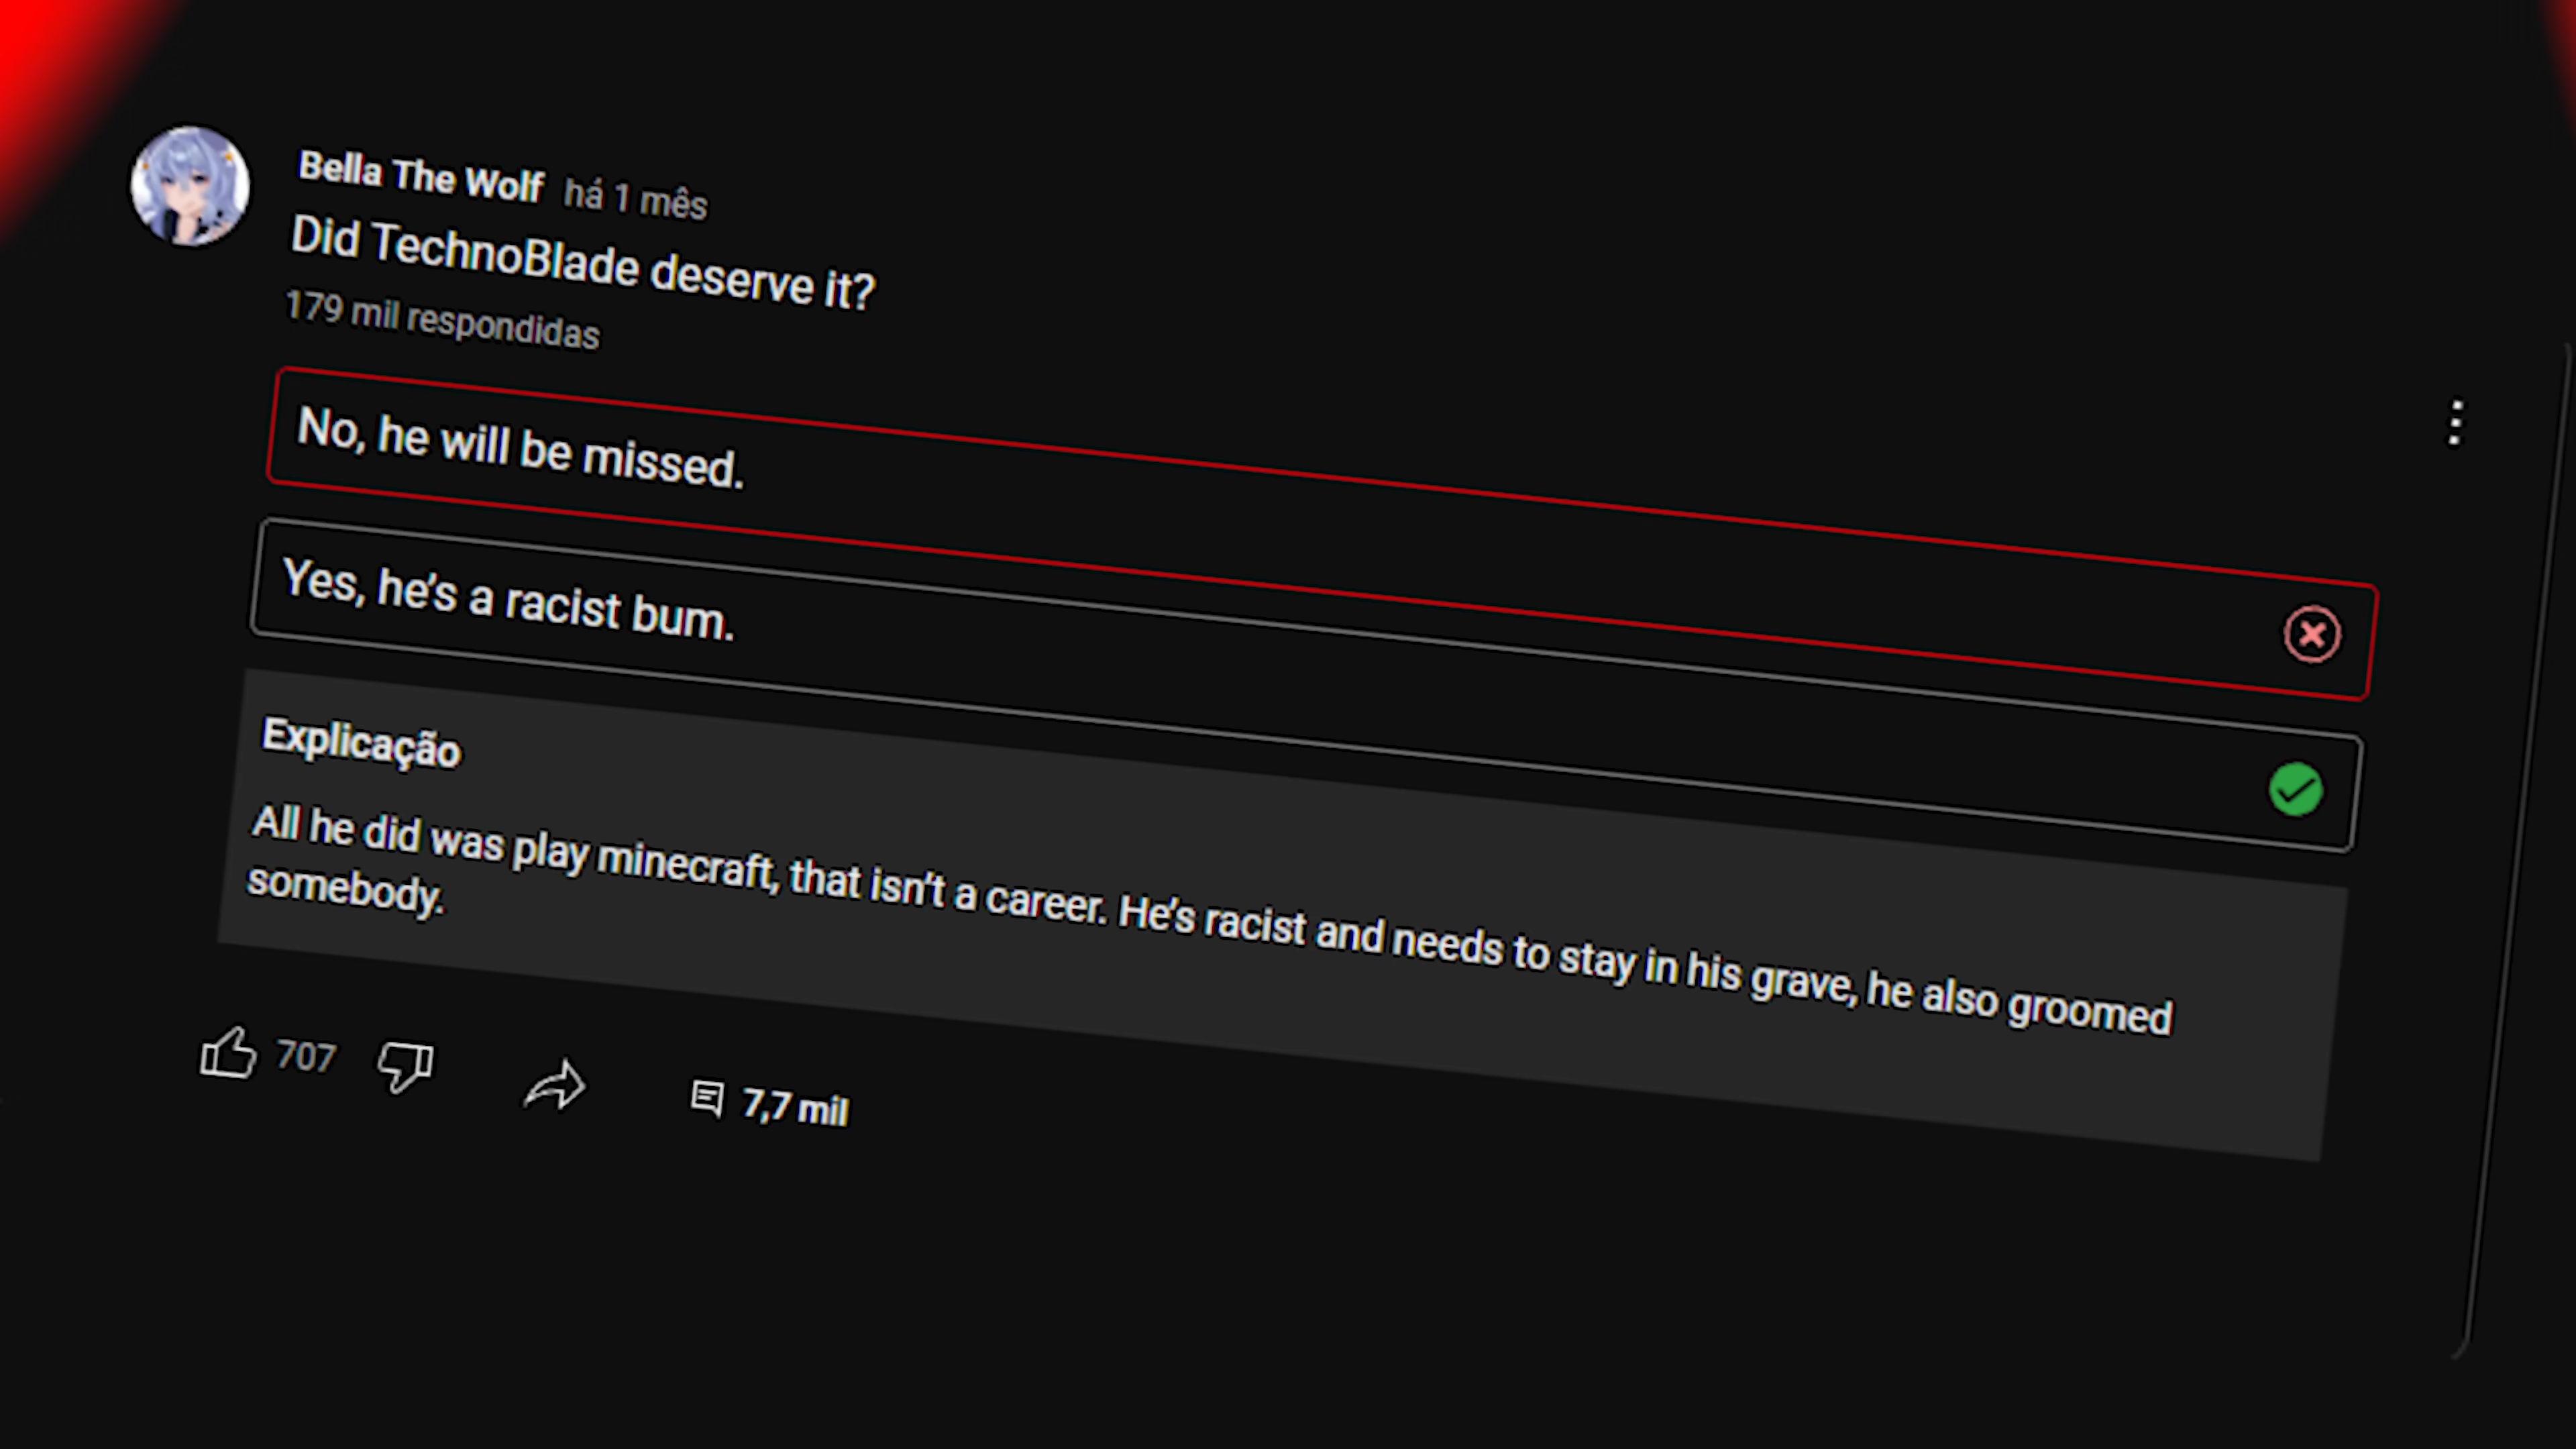 Bella The Wolf há 1 mês
Did TechnoBlade deserve it?
179 mil respondidas
No, he will be missed.
Yes, he's a racist bum.
Explicação
All he did was play minecraft, that isn't a career. He's racist and needs to stay in his grave, he also groomed
somebody.
707 7,7 mil